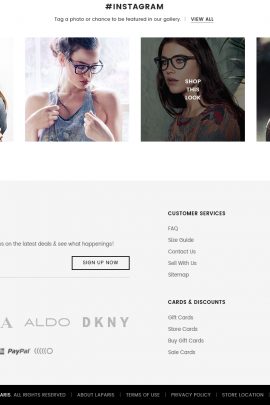 #INSTAGRAM
Tag a photo or chance to be featured in our gallery. | VIEW ALL
SHOP
THIS
LOOK
us on the latest deals & see what happenings!
SIGN UP NOW
A ALDO DKNY
PayPal
CUSTOMER SERVICES
FAQ
Size Guide
Contact Us
Sell With Us
Sitemap
CARDS & DISCOUNTS
Gift Cards
Store Cards
Buy Gift Cards
Sale Cards
PARIS. ALL RIGHTS RESERVED | ABOUT LAPARIS | TERMS OF USE | PRIVACY POLICY | STORE LOCATION